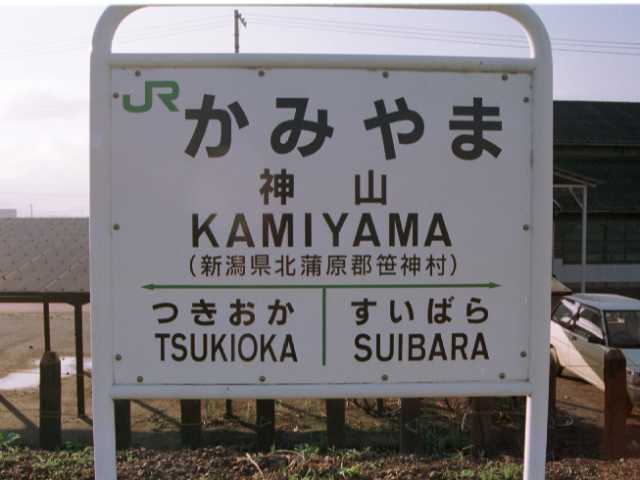 JR かみやま
神山
KAMIYAMA
(新潟県北蒲原郡笹神村)
つきおか すいばら
TSUKIOKA SUIBARA